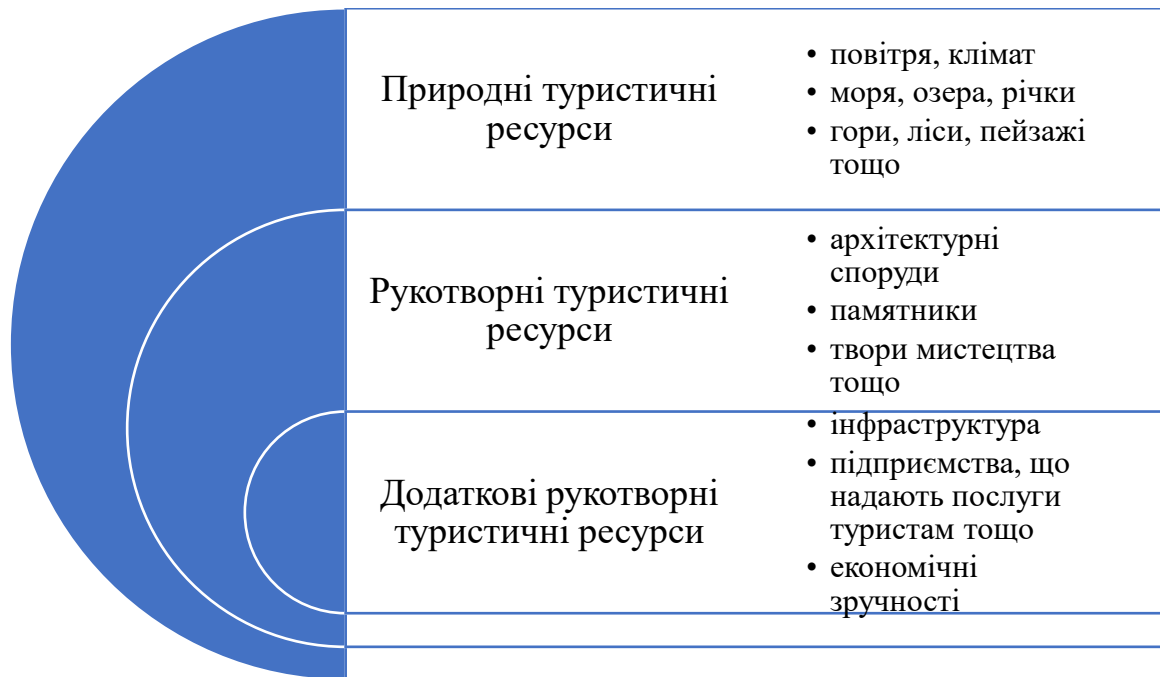 Природні туристичні
ресурси
• повітря, клімат
• моря, озера, річки
• гори, ліси, пейзажі
тощо
Рукотворні туристичні
ресурси
• архітектурні
споруди
• памятники
• твори мистецтва
тощо
Додаткові рукотворні
туристичні ресурси
• інфраструктура
• підприємства, що
надають послуги
туристам тощо
• економічні
зручності